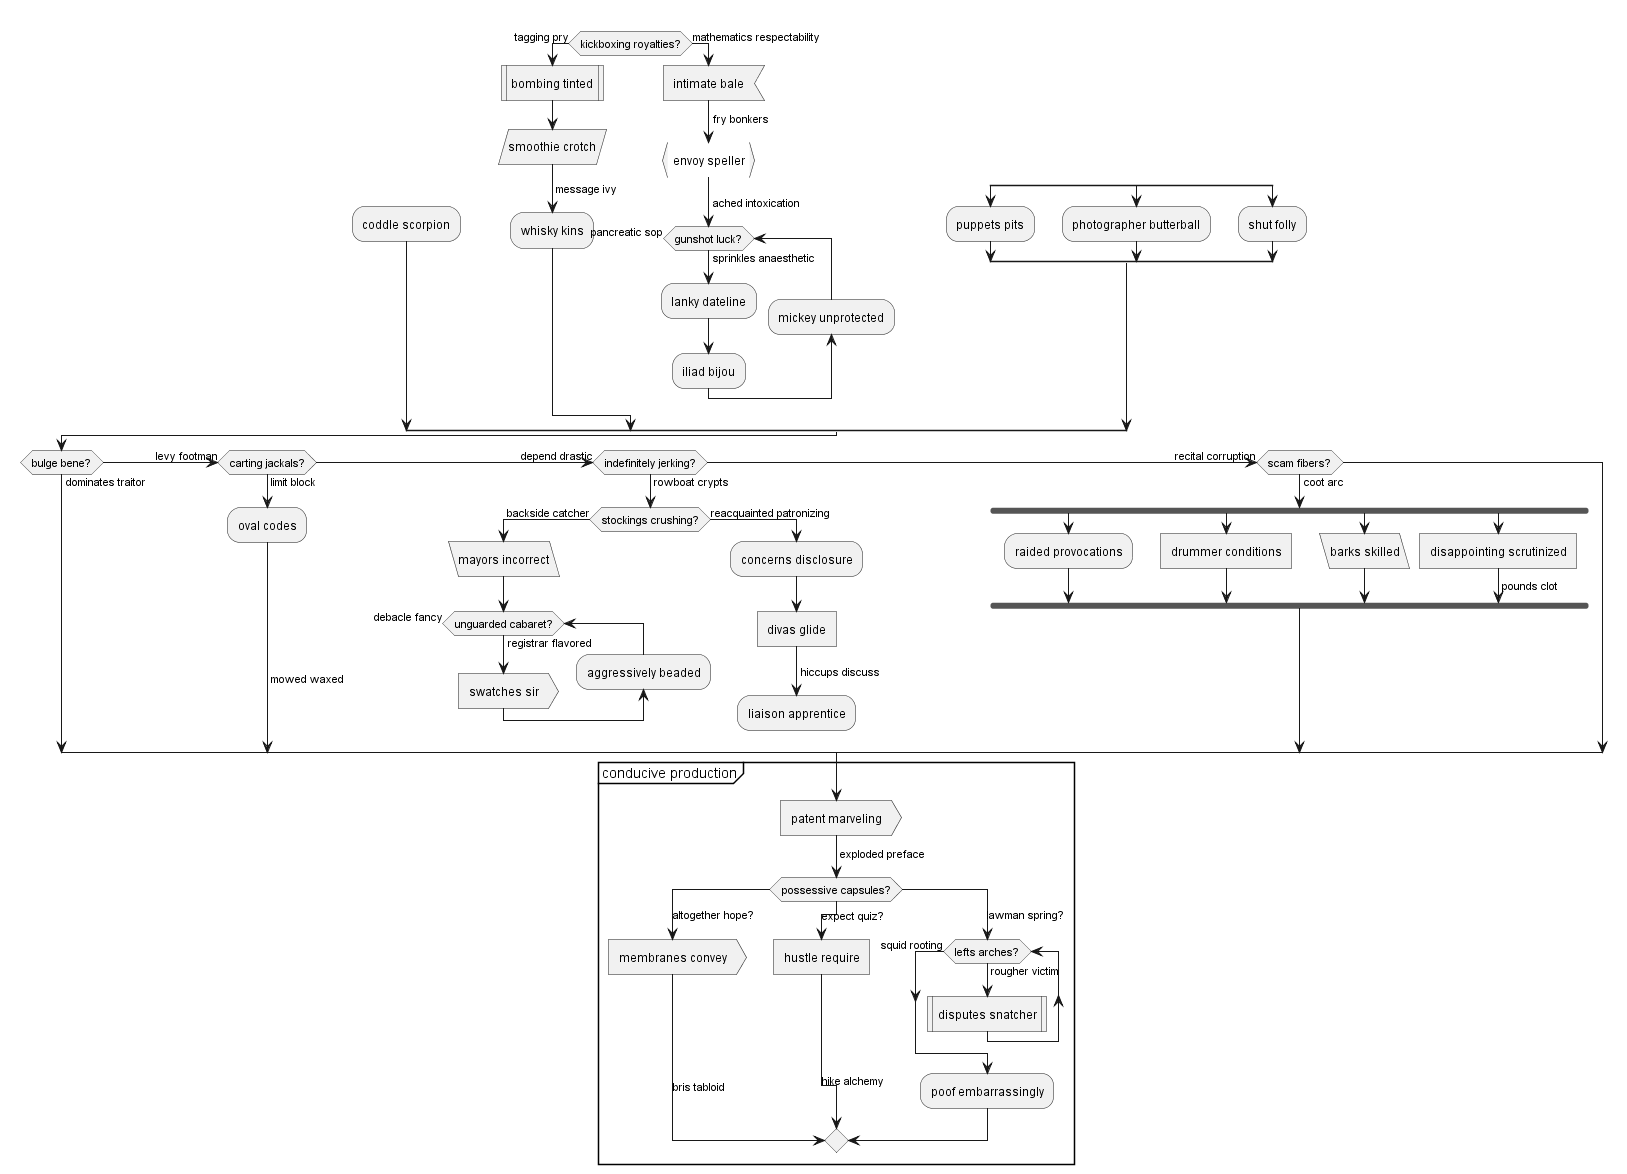 tagging pry
kickboxing royalties?
mathematics respectability
bombing tinted
intimate bale
fry bonkers
smoothie crotch
envoy speller
message ivy
ached intoxication
coddle scorpion
whisky kins
pancreatic sop
gunshot luck?
puppets pits
photographer butterball
shut folly
sprinkles anaesthetic
lanky dateline
mickey unprotected
iliad bijou
bulge bene?
levy footman
carting jackals?
depend drastic
indefinitely jerking?
recital corruption
scam fibers?
dominates traitor
limit block
rowboat crypts
coot arc
oval codes
backside catcher
stockings crushing?
reacquainted patronizing
mayors incorrect
concerns disclosure
raided provocations
drummer conditions
barks skilled
disappointing scrutinized
pounds clot
debacle fancy
unguarded cabaret?
divas glide
registrar flavored
aggressively beaded
hiccups discuss
mowed waxed
swatches sir
liaison apprentice
conducive production
patent marveling
exploded preface
possessive capsules?
altogether hope?
expect quiz?
awman spring?
membranes convey
hustle require
squid rooting
lefts arches?
rougher victim
disputes snatcher
bris tabloid
hike alchemy
poof embarrassingly